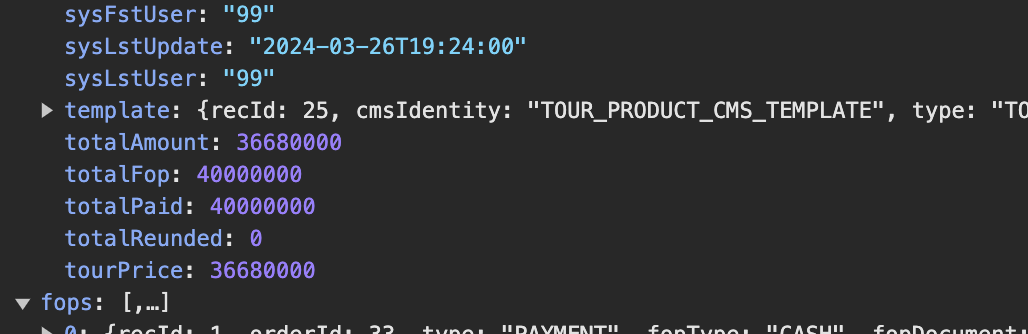 sysFstUser: "99"
sysLstUpdate: "2024-03-26T19:24:00"
sysLstUser: "99"
template: {recId: 25, cmsIdentity: "TOUR_PRODUCT_CMS_TEMPLATE", type: "TO
totalAmount: 36680000
totalFop: 40000000
totalPaid: 40000000
totalReunded: 0
tourPrice: 36680000
fops: [,…]
0: {recId: 1, orderId: 33, type: "PAYMENT", fopType: "CASH", fopDocument: